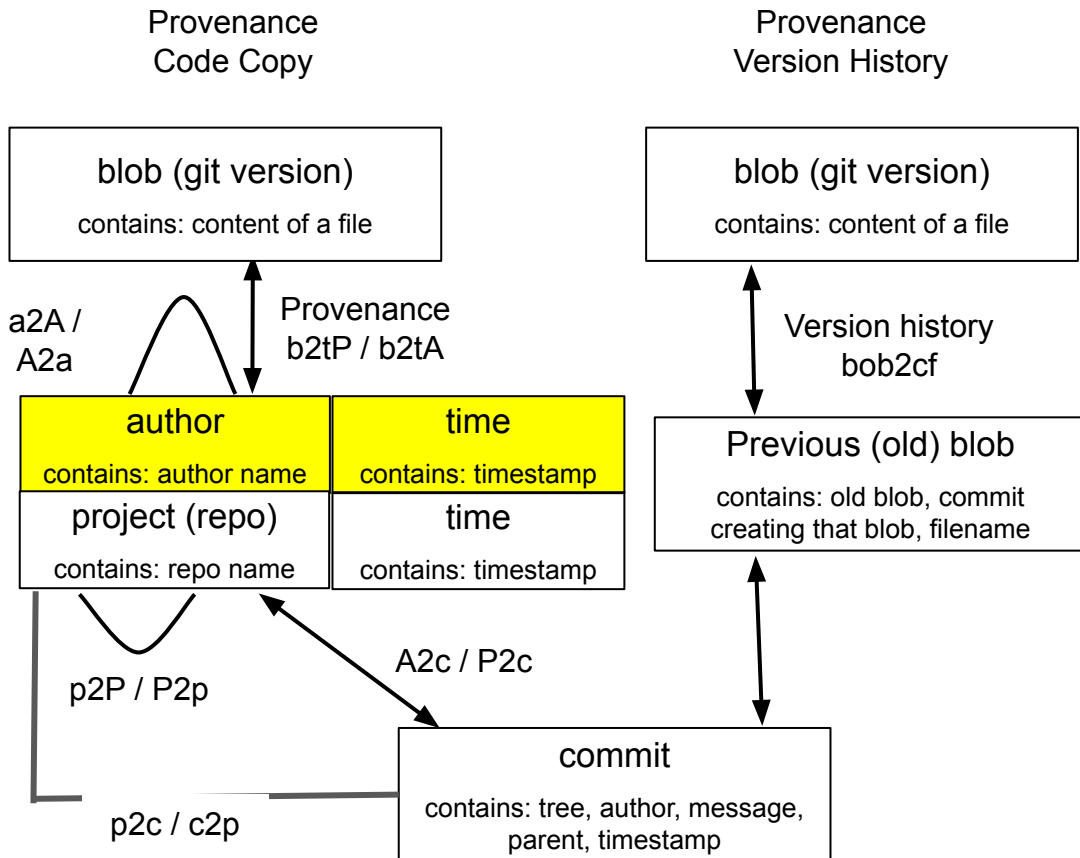 Provenance
Code Copy
Provenance
Version History
blob (git version)
contains: content of a file
blob (git version)
contains: content of a file
a2A /
A2a
Provenance
b2tP / b2tA
Version history
bob2cf
author
contains: author name
time
contains: timestamp
project (repo)
contains: repo name
time
contains: timestamp
Previous (old) blob
contains: old blob, commit
creating that blob, filename
p2P / P2p
A2c / P2c
p2c / c2p
commit
contains: tree, author, message,
parent, timestamp